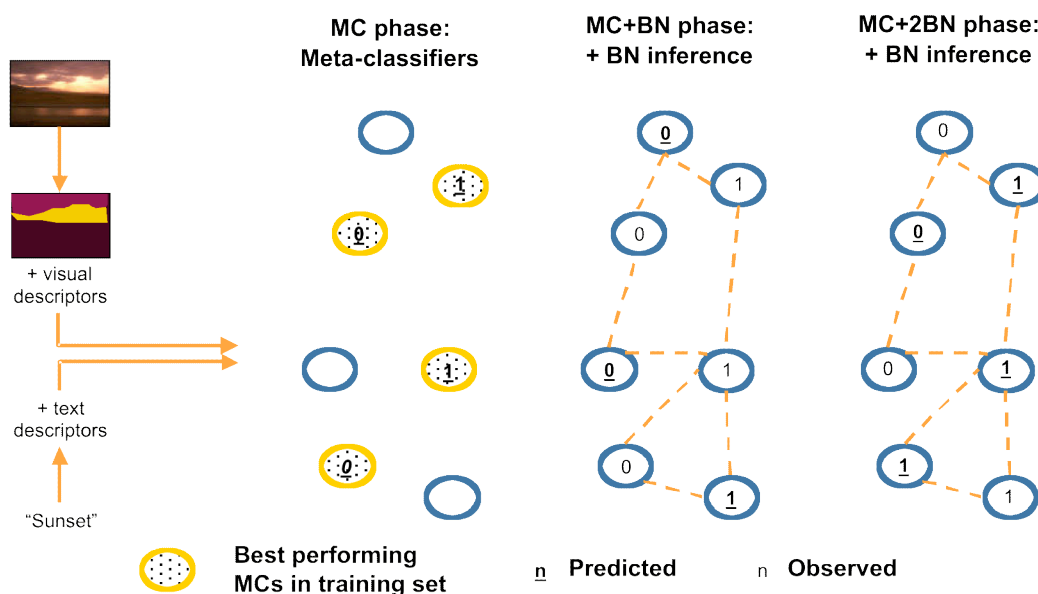 MC phase:
Meta-classifiers
MC+BN phase:
+ BN inference
MC+2BN phase:
+ BN inference
+ visual
descriptors
+ text
descriptors
“Sunset”
1
0
1
0
0
1
0
0
1
0
1
0
1
0
0
1
1
1
Best performing
MCs in training set
n Predicted
n Observed